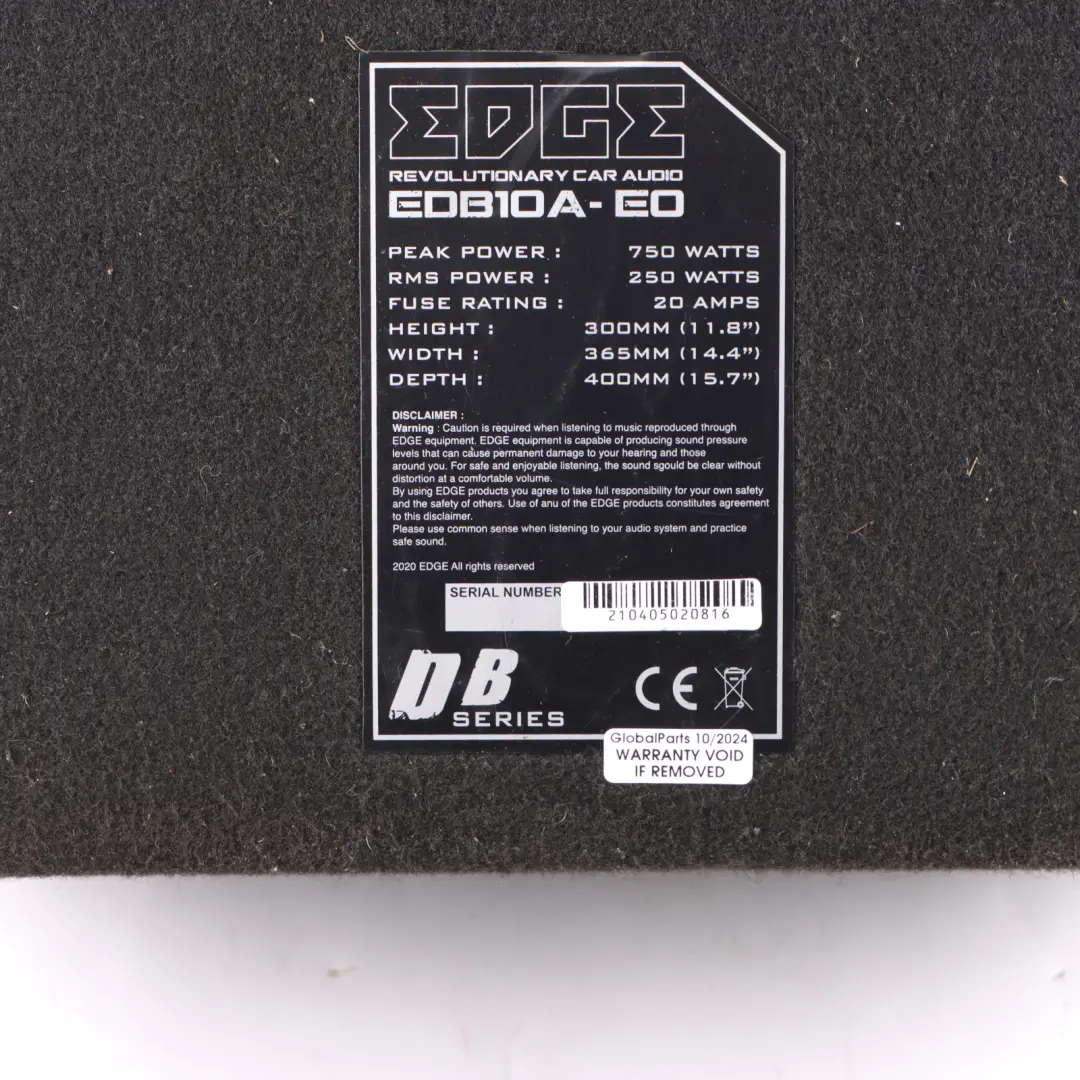 EDGE
REVOLUTIONARY CAR AUDIO
EDB10A-E0
PEAK POWER : 750 WATTS
RMS POWER : 250 WATTS
FUSE RATING : 20 AMPS
HEIGHT : 300MM (11.8”)
WIDTH : 365MM (14.4”)
DEPTH : 400MM (15.7”)
DISCLAIMER :
Warning : Caution is required when listening to music reproduced through
EDGE equipment. EDGE equipment is capable of producing sound pressure
levels that can cause permanent damage to your hearing and those
around you. For safe and enjoyable listening, the sound sgould be clear without
distortion at a comfortable volume.
By using EDGE products you agree to take full responsibility for your own safety
and the safety of others. Use of anu of the EDGE products constitutes agreement
to this disclaimer.
Please use common sense when listening to your audio system and practice
safe sound.
2020 EDGE All rights reserved
SERIAL NUMBER
210405020816
DB
SERIES
CE
GlobalParts 10/2024
WARRANTY VOID
IF REMOVED